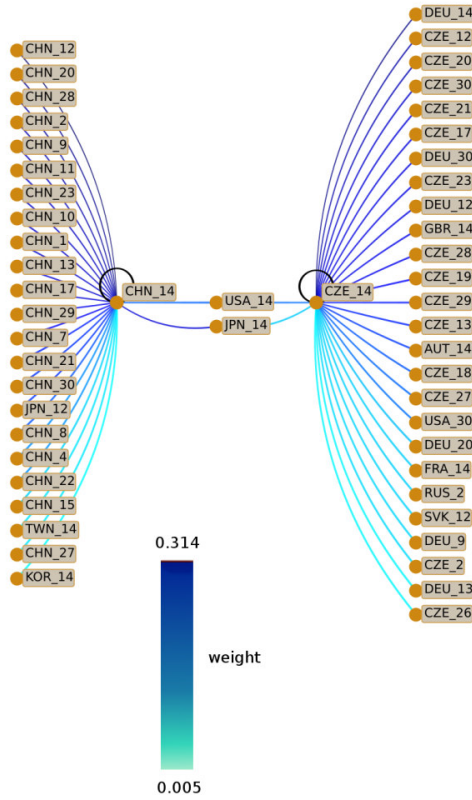 CHN_12
CHN_20
CHN_28
CHN_2
CHN_9
CHN_11
CHN_23
CHN_10
CHN_1
CHN_13
CHN_17
CHN_29
CHN_7
CHN_21
CHN_30
JPN_12
CHN_8
CHN_4
CHN_22
CHN_15
TWN_14
CHN_27
KOR_14
CHN_14
USA_14
JPN_14
CZE_14
DEU_14
CZE_12
CZE_20
CZE_30
CZE_21
CZE_17
DEU_30
CZE_23
DEU_12
GBR_14
CZE_28
CZE_19
CZE_29
CZE_13
AUT_14
CZE_18
CZE_27
USA_30
DEU_20
FRA_14
RUS_2
SVK_12
DEU_9
CZE_2
DEU_13
CZE_26
0.314
weight
0.005